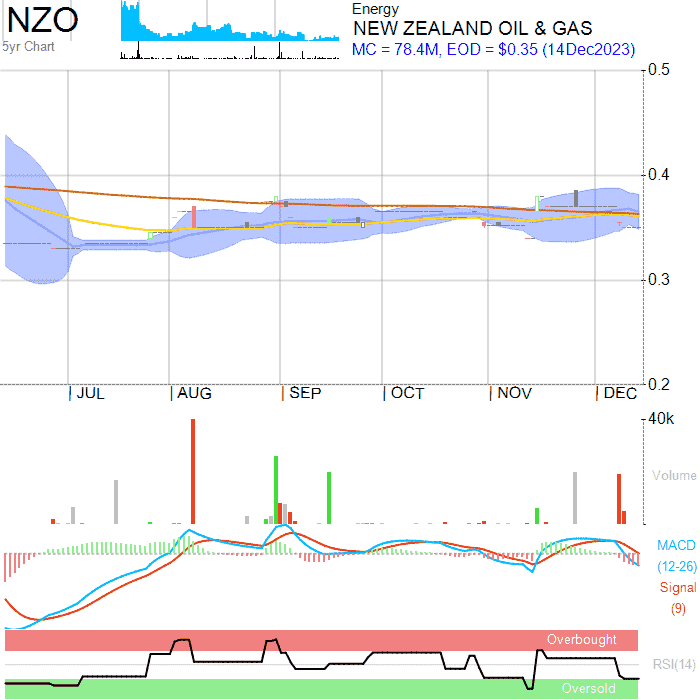 NZO
5yr Chart
Energy
NEW ZEALAND OIL & GAS
MC = 78.4M, EOD = $0.35 (14Dec2023)
0.5
0.4
0.3
0.2
JUL AUG SEP OCT NOV DEC
40k
Volume
MACD
(12-26)
Signal
(9)
Overbought
RSI(14)
Oversold